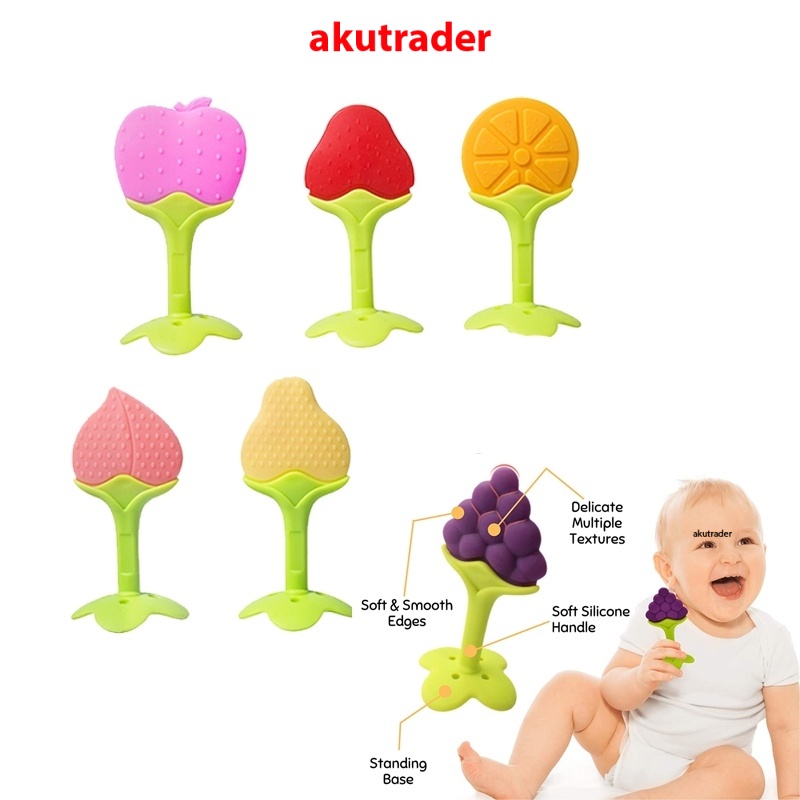 akutrader
Delicate
Multiple
Textures
akutrader
Soft & Smooth
Edges
Soft Silicone
Handle
Standing
Base